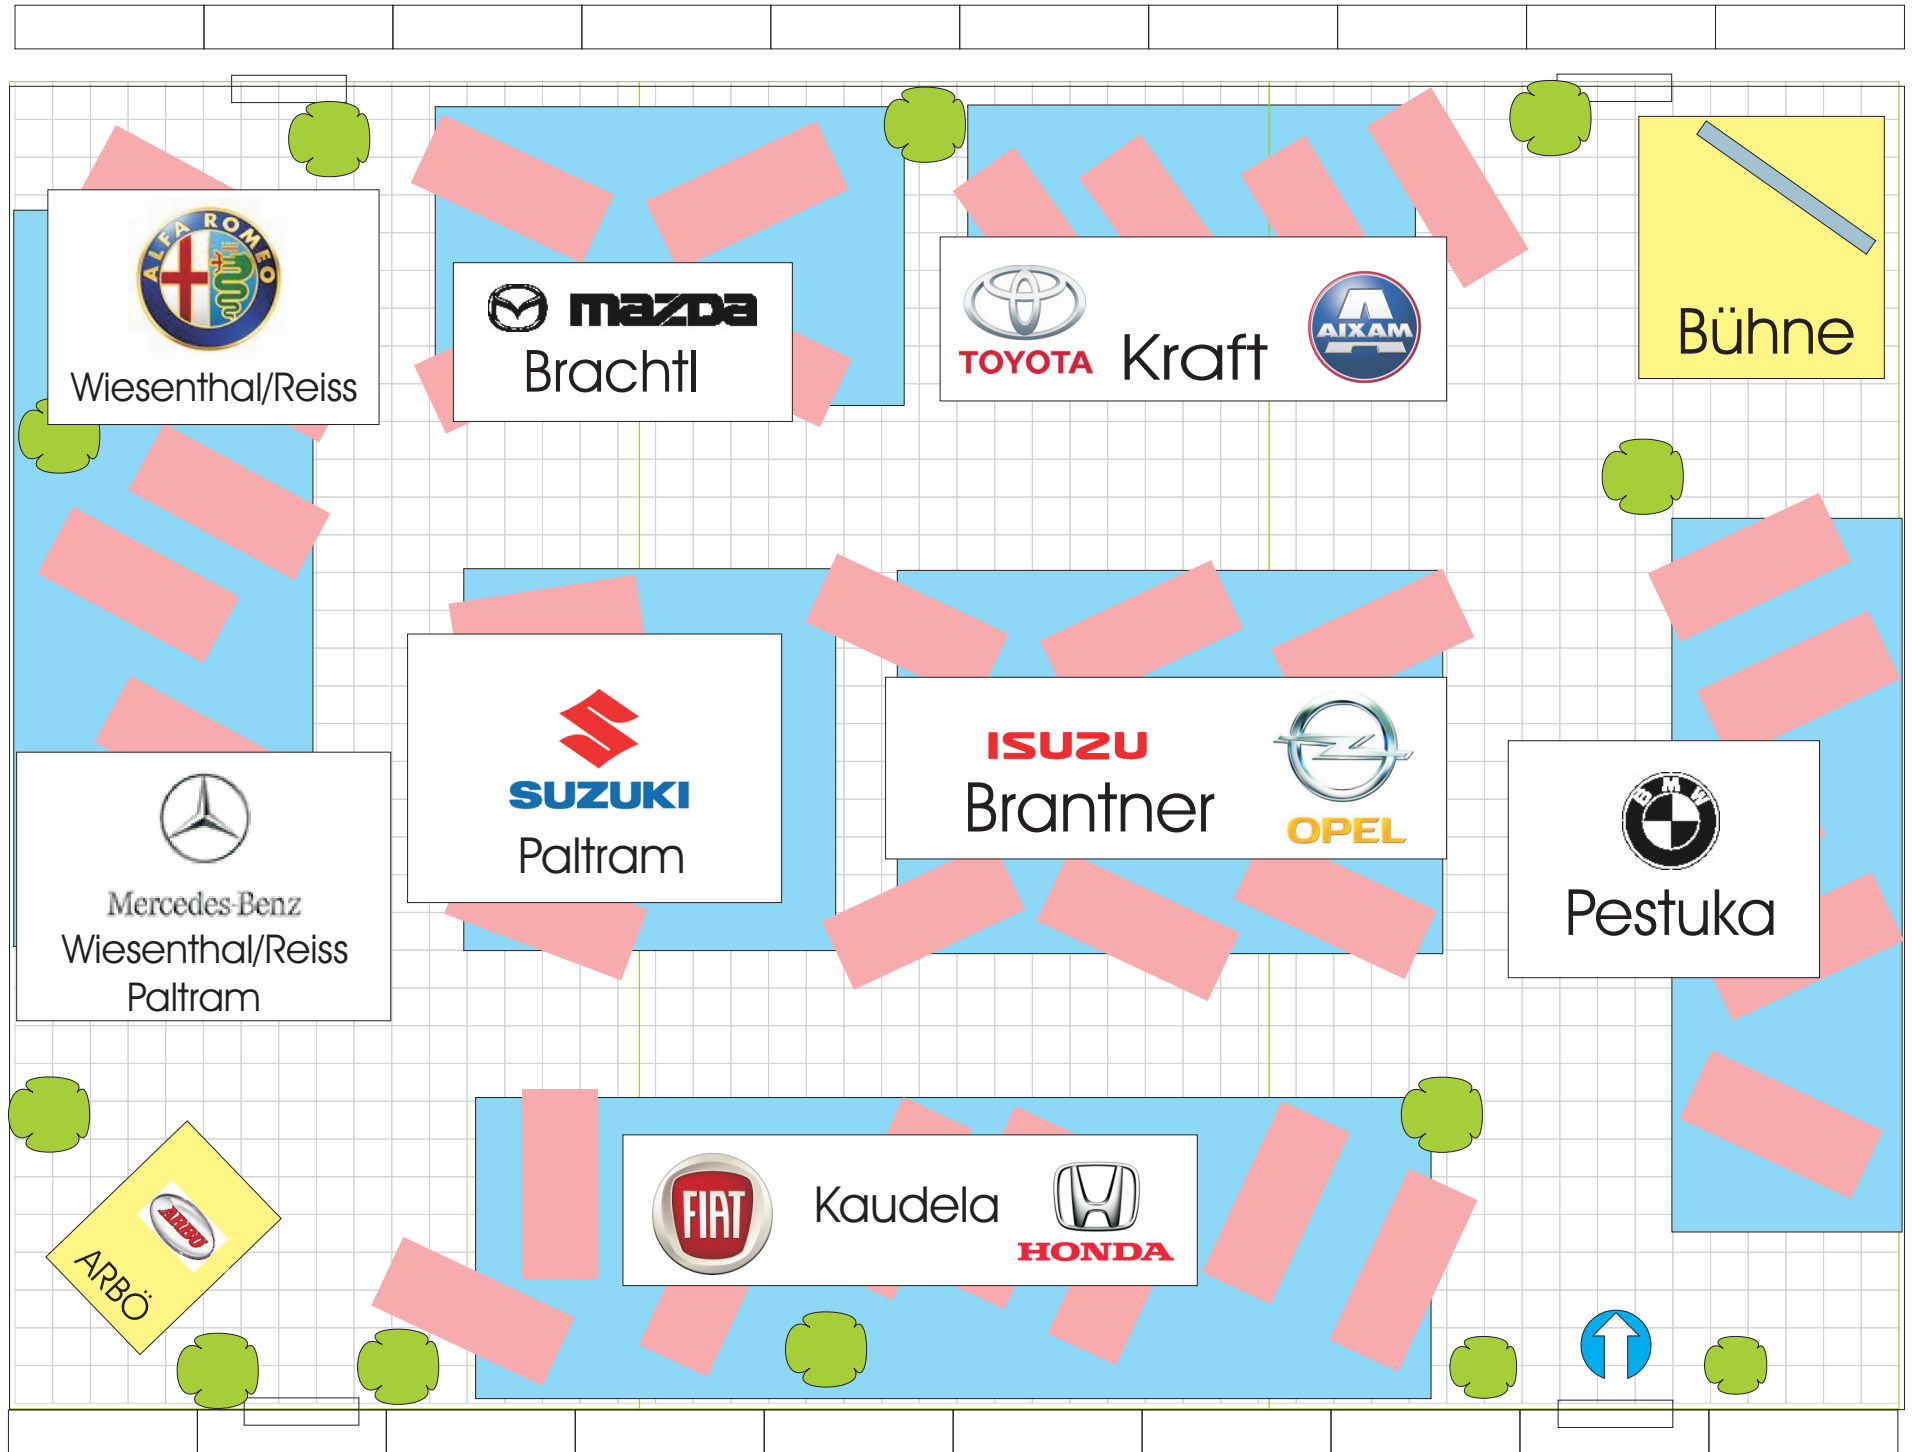 ALFA ROMEO
Wiesenthal/Reiss
mazda
Brachtl
TOYOTA
Kraft
AIXAM
Bühne
SUZUKI
Paltram
ISUZU
Brantner
OPEL
BMW
Pestuka
Mercedes-Benz
Wiesenthal/Reiss
Paltram
FIAT
Kaudela
HONDA
ARBÖ
ARBÖ